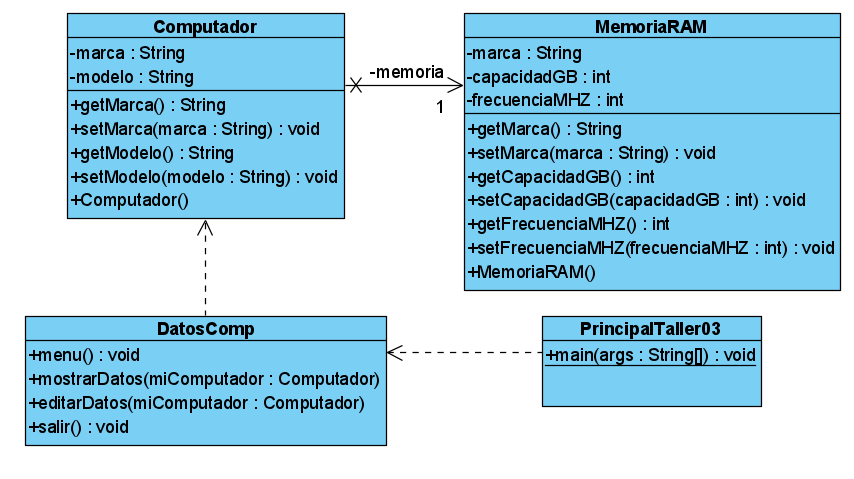 Computador
-marca : String
-modelo : String
+getMarca() : String
+setMarca(marca : String) : void
+getModelo() : String
+setModelo(modelo : String) : void
+Computador()
-memoria
1
MemoriaRAM
-marca : String
-capacidadGB : int
-frecuenciaMHZ : int
+getMarca() : String
+setMarca(marca : String) : void
+getCapacidadGB() : int
+setCapacidadGB(capacidadGB : int) : void
+getFrecuenciaMHZ() : int
+setFrecuenciaMHZ(frecuenciaMHZ : int) : void
+MemoriaRAM()
DatosComp
+menu() : void
+mostrarDatos(miComputador : Computador)
+editarDatos(miComputador : Computador)
+salir() : void
PrincipalTaller03
+main(args : String[]) : void